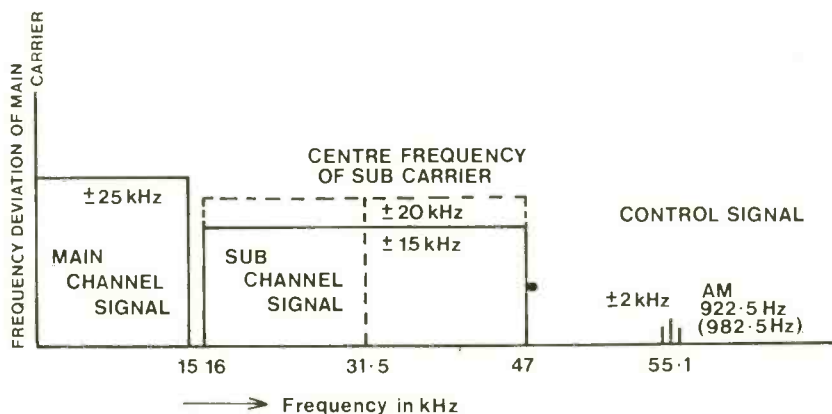 FREQUENCY DEVIATION OF MAIN
CARRIER
CENTRE FREQUENCY
OF SUB CARRIER
±25 kHz
±20 kHz
±15 kHz
CONTROL SIGNAL
MAIN
CHANNEL
SIGNAL
SUB
CHANNEL
SIGNAL
±2 kHz
AM
922·5 Hz
(982·5 Hz)
15 16 31·5 47 55·1
Frequency in kHz